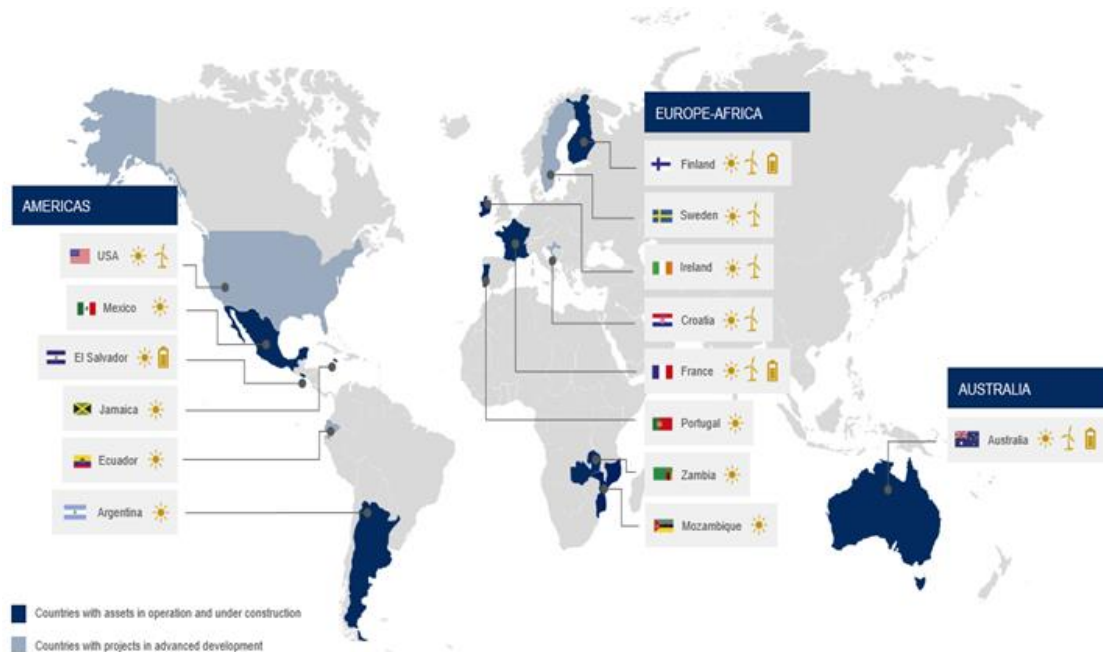 AMERICAS
USA
Mexico
El Salvador
Jamaica
Ecuador
Argentina
EUROPE-AFRICA
Finland
Sweden
Ireland
Croatia
France
Portugal
Zambia
Mozambique
AUSTRALIA
Australia
Countries with assets in operation and under construction
Countries with projects in advanced development